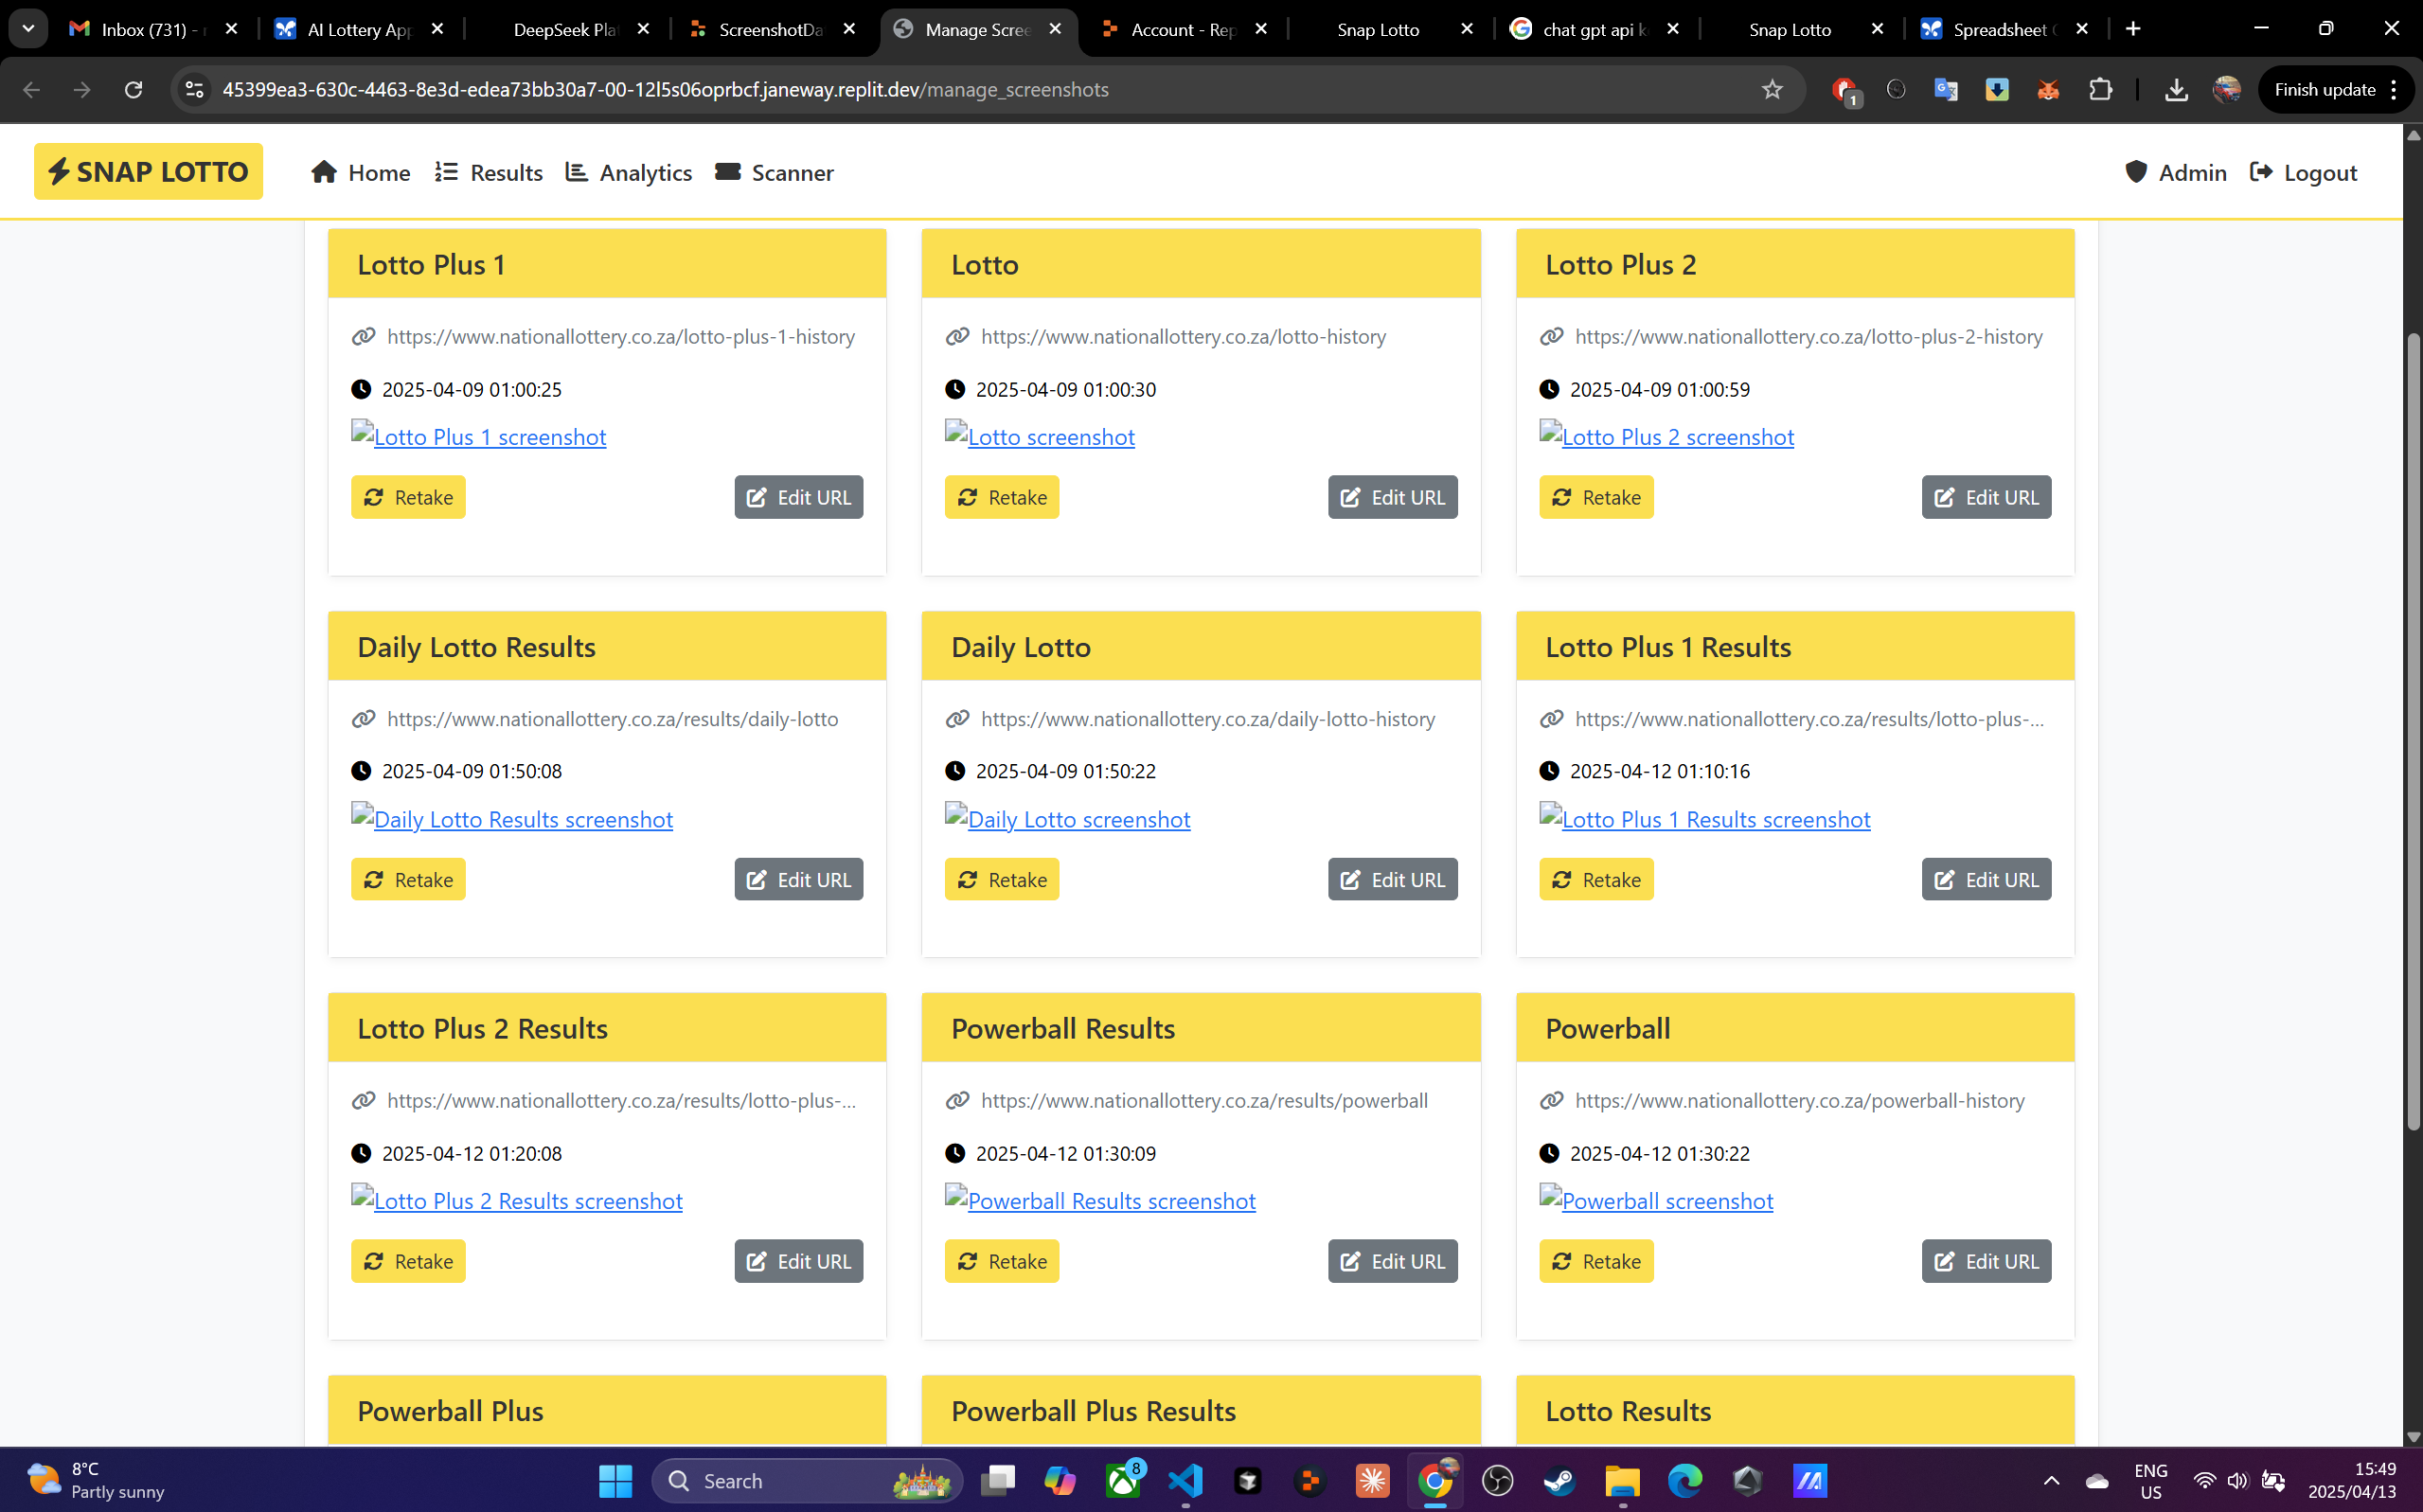 Inbox (731) -
AI Lottery App
DeepSeek Pla
ScreenshotDa
Manage Scree
Account - Rep
Snap Lotto
chat gpt api k
Snap Lotto
Spreadsheet
45399ea3-630c-4463-8e3d-edea73bb30a7-00-12l5s06oprbcf.janeway.replit.dev/manage_screenshots
1
Finish update
SNAP LOTTO
Home
Results
Analytics
Scanner
Admin
Logout
Lotto Plus 1
https://www.nationallottery.co.za/lotto-plus-1-history
2025-04-09 01:00:25
Lotto Plus 1 screenshot
Retake
Edit URL
Lotto
https://www.nationallottery.co.za/lotto-history
2025-04-09 01:00:30
Lotto screenshot
Retake
Edit URL
Lotto Plus 2
https://www.nationallottery.co.za/lotto-plus-2-history
2025-04-09 01:00:59
Lotto Plus 2 screenshot
Retake
Edit URL
Daily Lotto Results
https://www.nationallottery.co.za/results/daily-lotto
2025-04-09 01:50:08
Daily Lotto Results screenshot
Retake
Edit URL
Daily Lotto
https://www.nationallottery.co.za/daily-lotto-history
2025-04-09 01:50:22
Daily Lotto screenshot
Retake
Edit URL
Lotto Plus 1 Results
https://www.nationallottery.co.za/results/lotto-plus-...
2025-04-12 01:10:16
Lotto Plus 1 Results screenshot
Retake
Edit URL
Lotto Plus 2 Results
https://www.nationallottery.co.za/results/lotto-plus-...
2025-04-12 01:20:08
Lotto Plus 2 Results screenshot
Retake
Edit URL
Powerball Results
https://www.nationallottery.co.za/results/powerball
2025-04-12 01:30:09
Powerball Results screenshot
Retake
Edit URL
Powerball
https://www.nationallottery.co.za/powerball-history
2025-04-12 01:30:22
Powerball screenshot
Retake
Edit URL
Powerball Plus
Powerball Plus Results
Lotto Results
8°C
Partly sunny
Search
8
ENG
US
15:49
2025/04/13